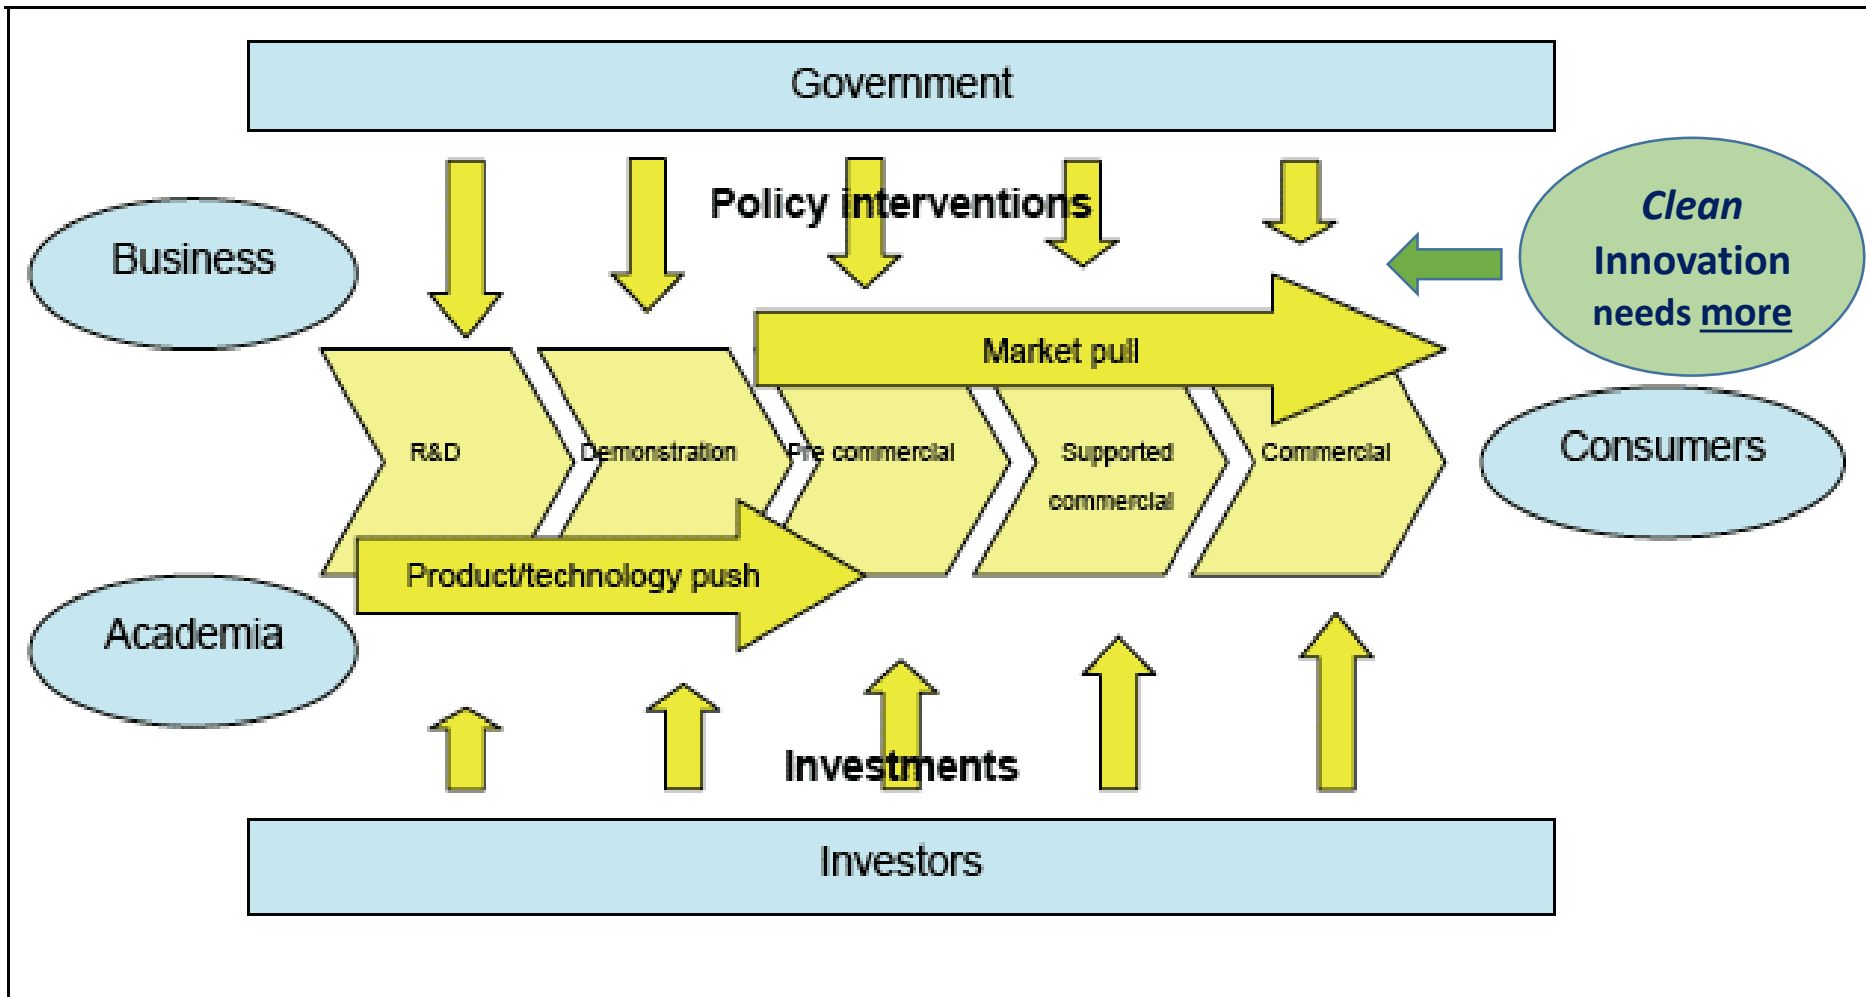 Government
Policy interventions
Business
Clean
Innovation
needs more
Market pull
R&D
Demonstration
Pre commercial
Supported
commercial
Commercial
Consumers
Product/technology push
Academia
Investments
Investors